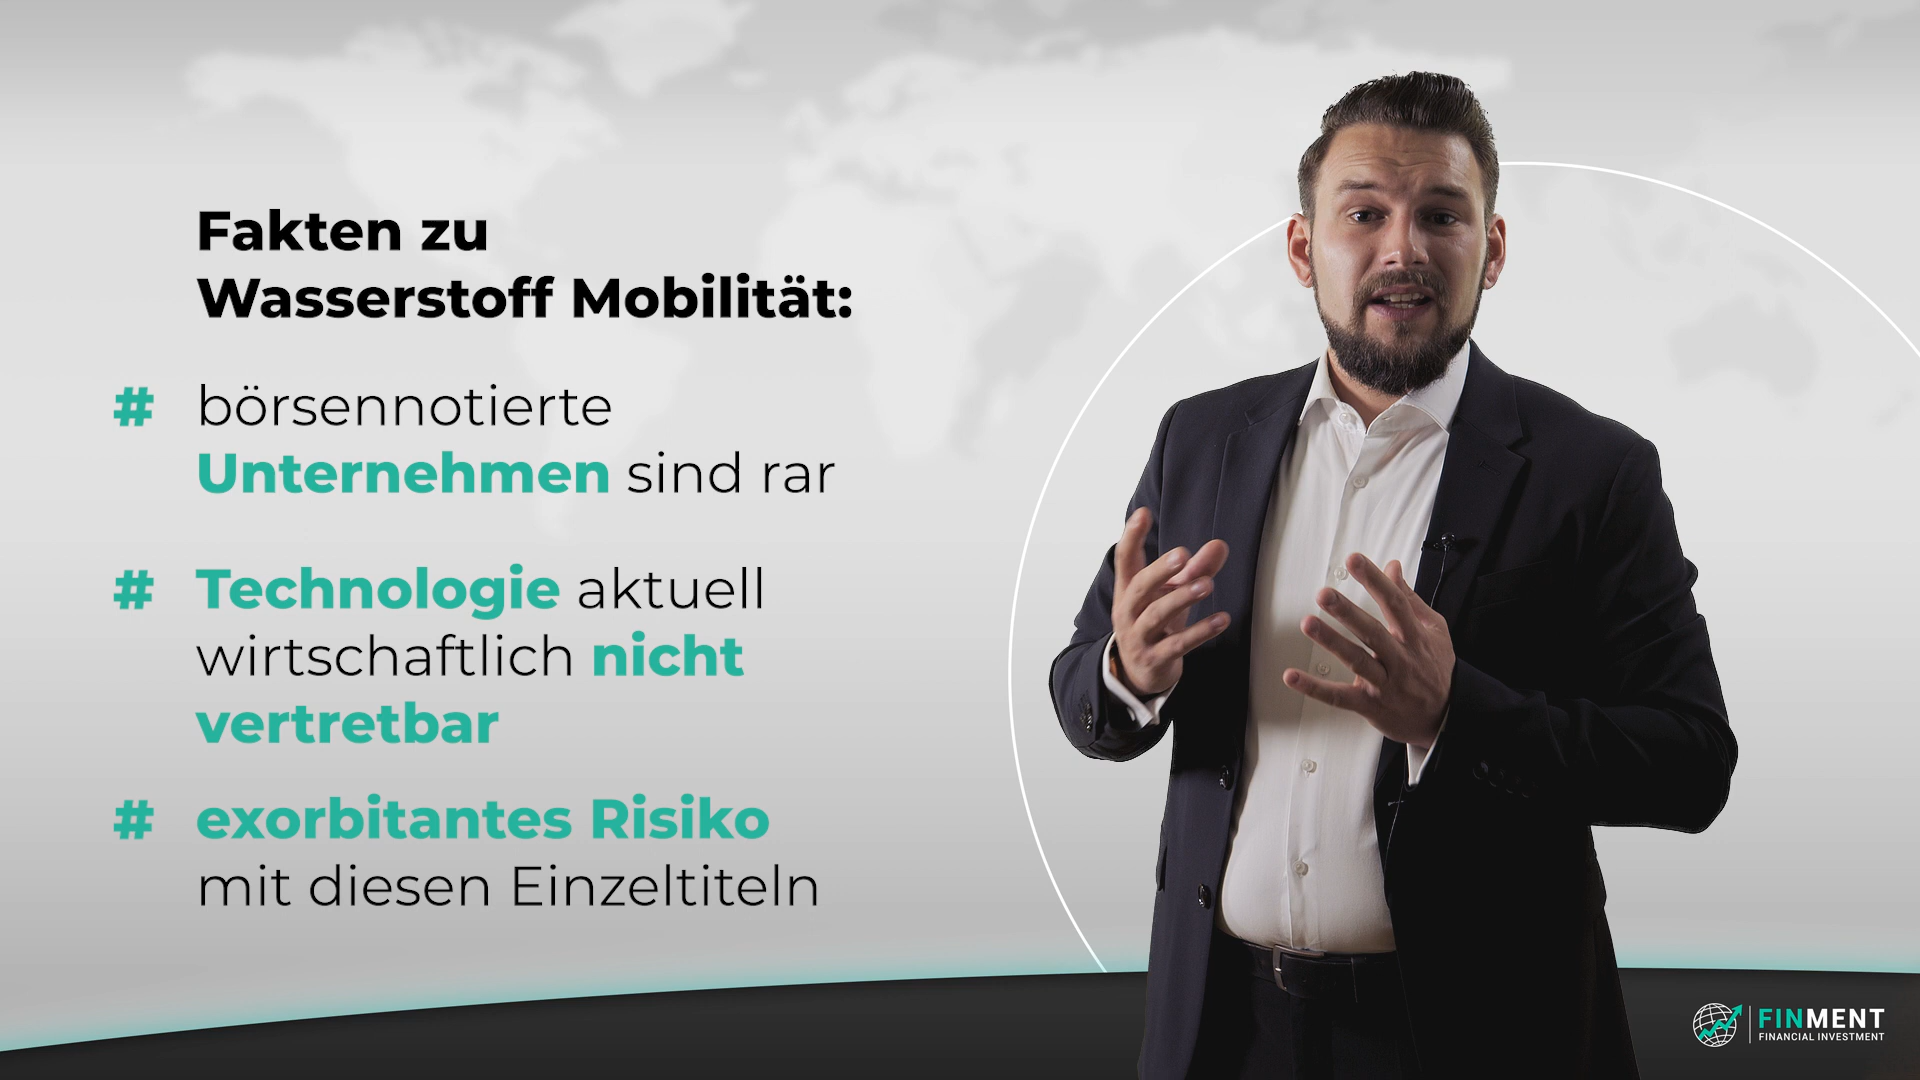 Fakten zu
Wasserstoff Mobilität:
# börsennotierte
Unternehmen sind rar
# Technologie aktuell
wirtschaftlich nicht
vertretbar
# exorbitantes Risiko
mit diesen Einzeltiteln
FINMENT
FINANCIAL INVESTMENT